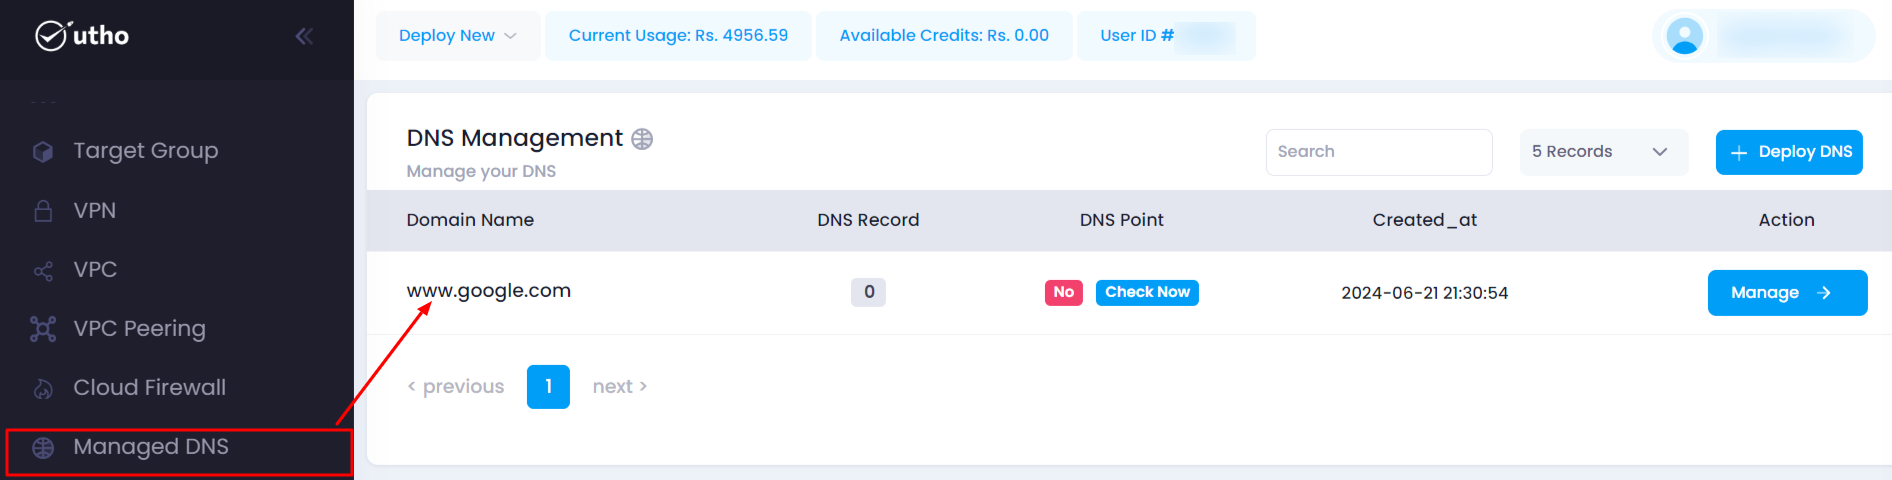 utho
Deploy New
Current Usage: Rs. 4956.59
Available Credits: Rs. 0.00
User ID #
Target Group
VPN
VPC
VPC Peering
Cloud Firewall
Managed DNS
DNS Management
Manage your DNS
Search
5 Records
+ Deploy DNS
Domain Name DNS Record DNS Point Created_at Action
www.google.com 0 No Check Now 2024-06-21 21:30:54 Manage →
< previous 1 next >